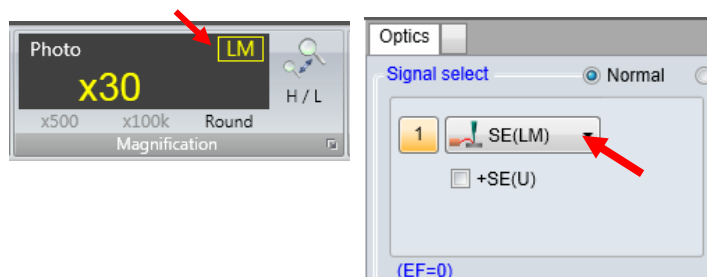 Photo LM
x30
H / L
x500 x100k Round
Magnification
Optics
Signal select Normal
1 SE(LM)
+SE(U)
(EF=0)